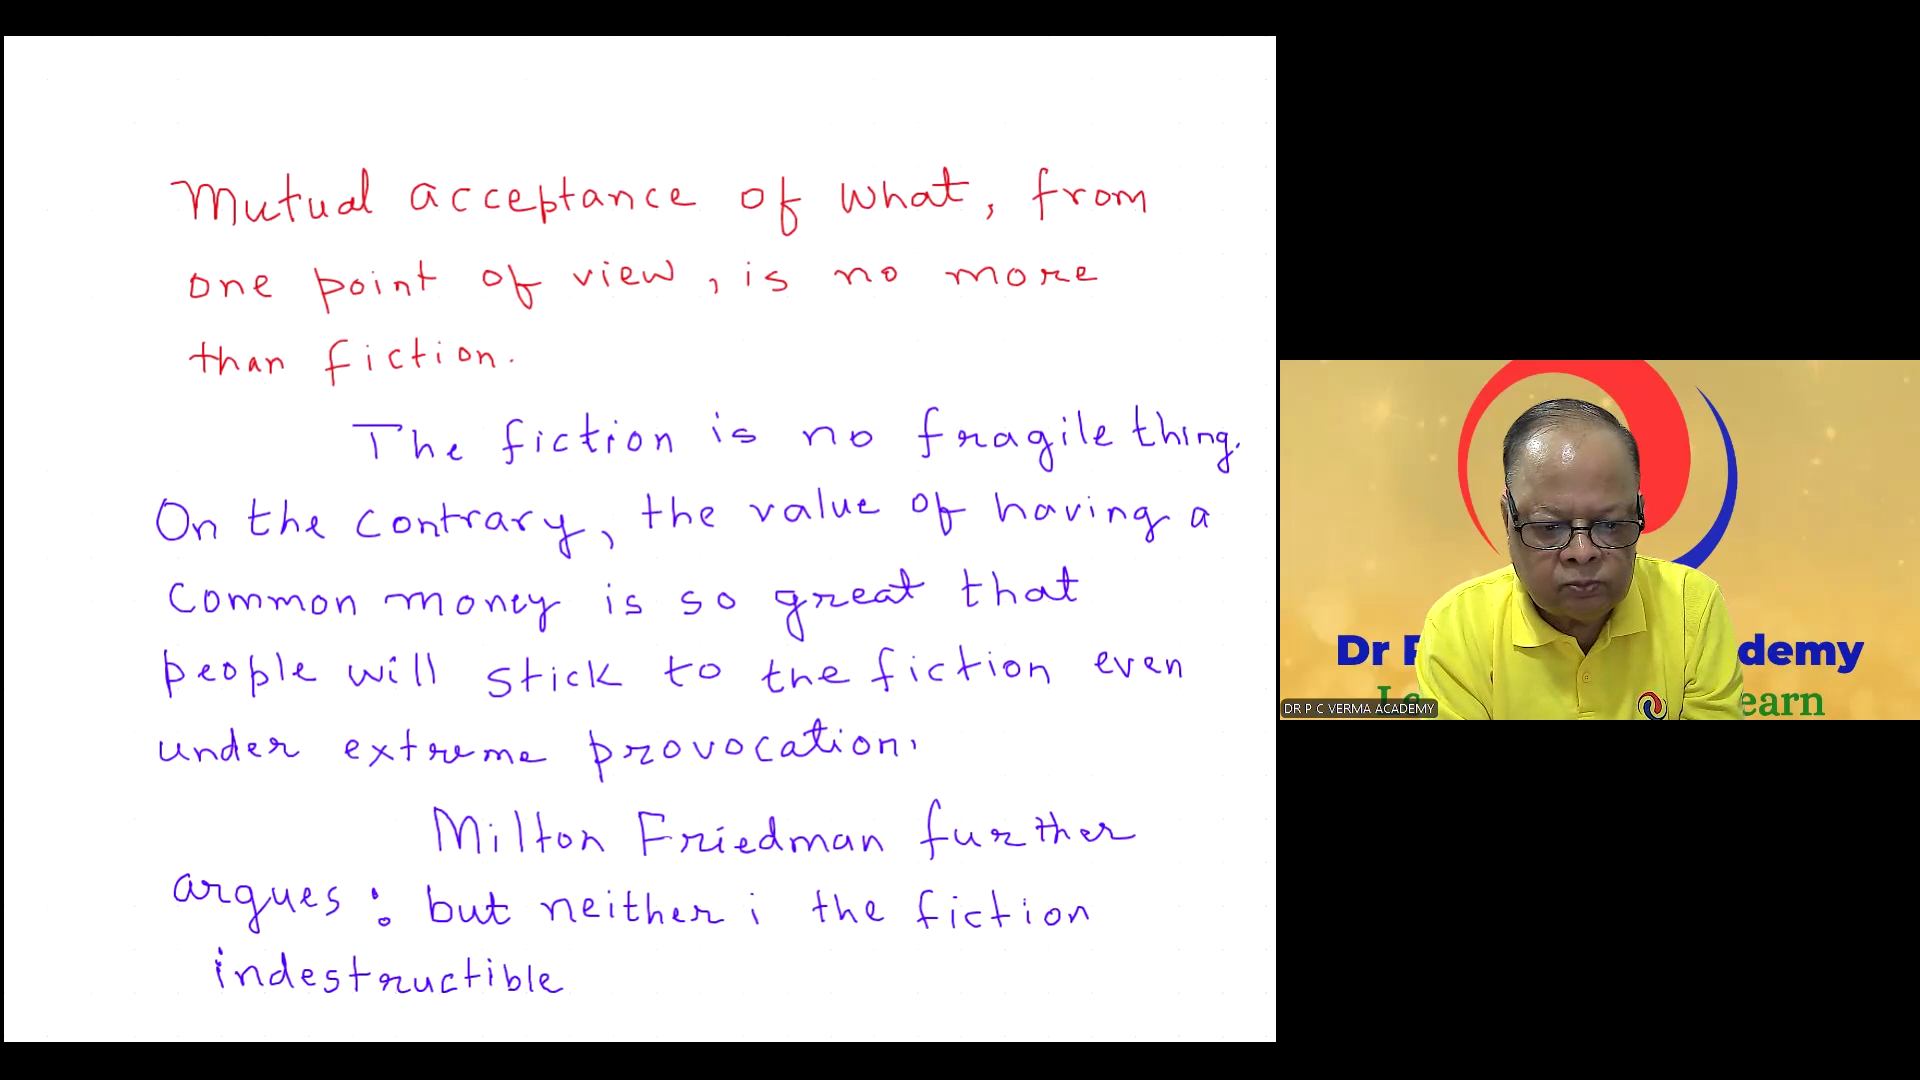 Mutual acceptance of what, from
one point of view, is no more
than fiction.
The fiction is no fragile thing.
On the contrary, the value of having a
common money is so great that
people will stick to the fiction even
under extreme provocation.
Milton Friedman further
argues: but neither i the fiction
indestructible
Dr P demy
Le earn
DR P C VERMA ACADEMY